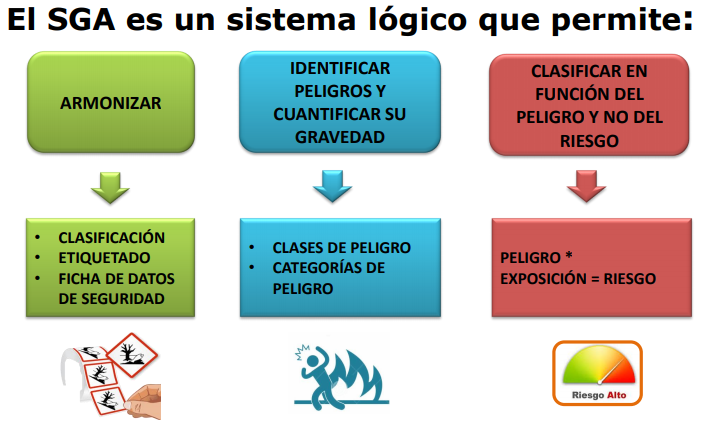 El SGA es un sistema lógico que permite:
ARMONIZAR
IDENTIFICAR
PELIGROS Y
CUANTIFICAR SU
GRAVEDAD
CLASIFICAR EN
FUNCIÓN DEL
PELIGRO Y NO DEL
RIESGO
• CLASIFICACIÓN
• ETIQUETADO
• FICHA DE DATOS
DE SEGURIDAD
• CLASES DE PELIGRO
• CATEGORÍAS DE
PELIGRO
PELIGRO *
EXPOSICIÓN = RIESGO
Riesgo Alto